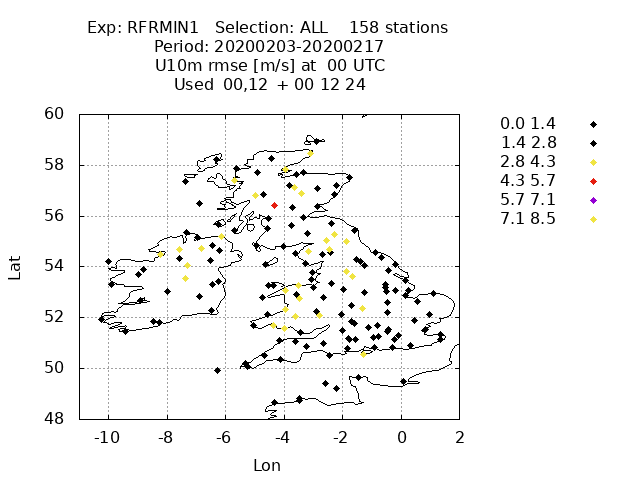 Exp: RFRMIN1 Selection: ALL 158 stations
Period: 20200203-20200217
U10m rmse [m/s] at 00 UTC
Used 00,12 + 00 12 24
60
58
56
54
52
50
48
Lat
-10 -8 -6 -4 -2 0 2
Lon
0.0 1.4
1.4 2.8
2.8 4.3
4.3 5.7
5.7 7.1
7.1 8.5